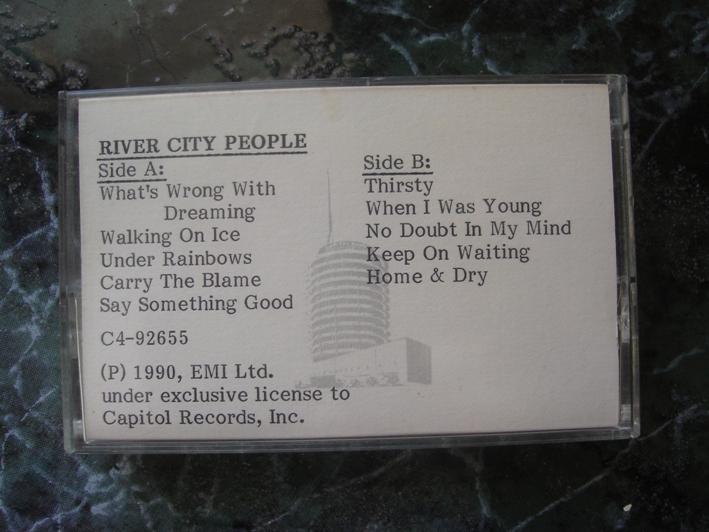 RIVER CITY PEOPLE
Side A:
What's Wrong With
Dreaming
Walking On Ice
Under Rainbows
Carry The Blame
Say Something Good
C4-92655
(P) 1990, EMI Ltd.
under exclusive license to
Capitol Records, Inc.
Side B:
Thirsty
When I Was Young
No Doubt In My Mind
Keep On Waiting
Home & Dry